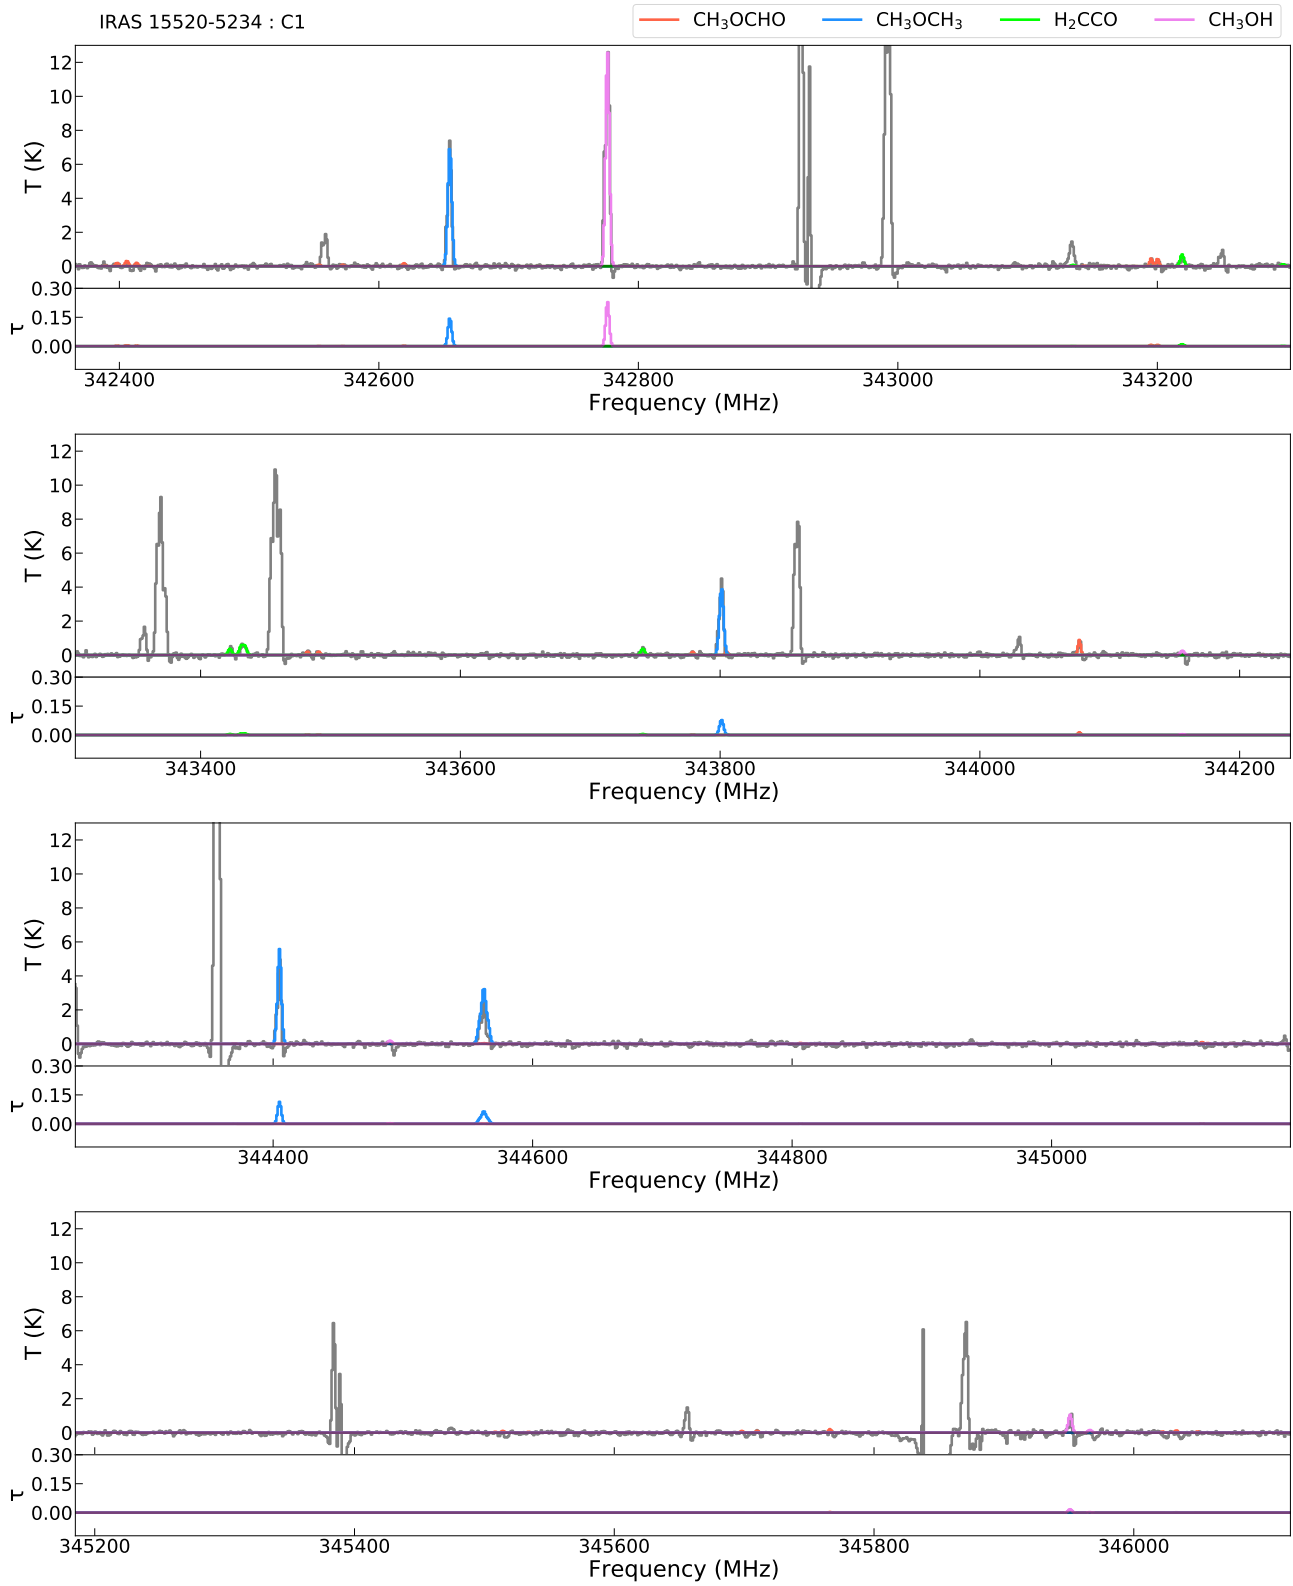 IRAS 15520-5234 : C1
CH₃OCHO CH₃OCH₃ H₂CCO CH₃OH
T (K)
12
10
8
6
4
2
0
τ
0.30
0.15
0.00
342400 342600 342800 343000 343200
Frequency (MHz)
T (K)
12
10
8
6
4
2
0
τ
0.30
0.15
0.00
343400 343600 343800 344000 344200
Frequency (MHz)
T (K)
12
10
8
6
4
2
0
τ
0.30
0.15
0.00
344400 344600 344800 345000
Frequency (MHz)
T (K)
12
10
8
6
4
2
0
τ
0.30
0.15
0.00
345200 345400 345600 345800 346000
Frequency (MHz)